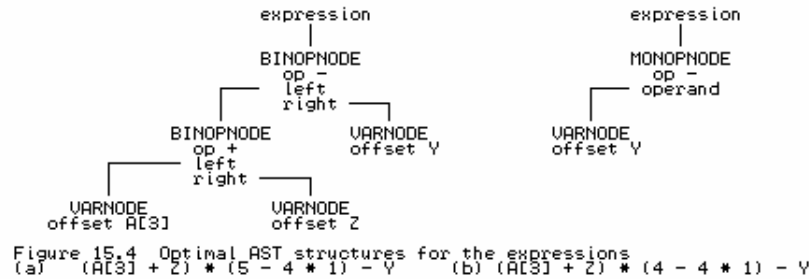 expression expression
BINOPNODE MONOPNODE
op - op -
left operand
right
BINOPNODE VARNODE VARNODE
op + offset Y offset Y
left
right
VARNODE VARNODE
offset A[3] offset Z
Figure 15.4 Optimal AST structures for the expressions
(a) (A[3] + Z) * (5 - 4 * 1) - Y (b) (A[3] + Z) * (4 - 4 * 1) - Y